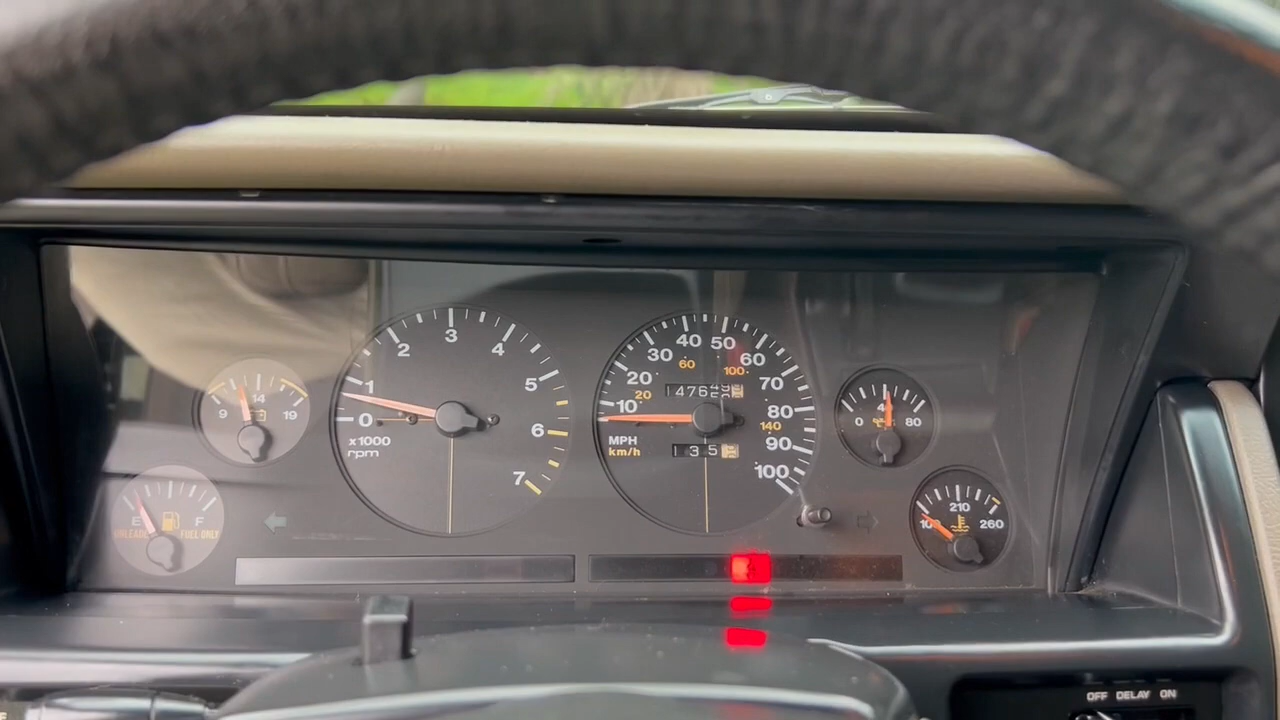 9 14 19
E F
UNLEADED FUEL ONLY
0 1 2 3 4 5 6 7
x1000
rpm
10 20 30 40 50 60 70 80 90 100
20 60 100 140
MPH
km/h
0 80
210
260
OFF DELAY ON